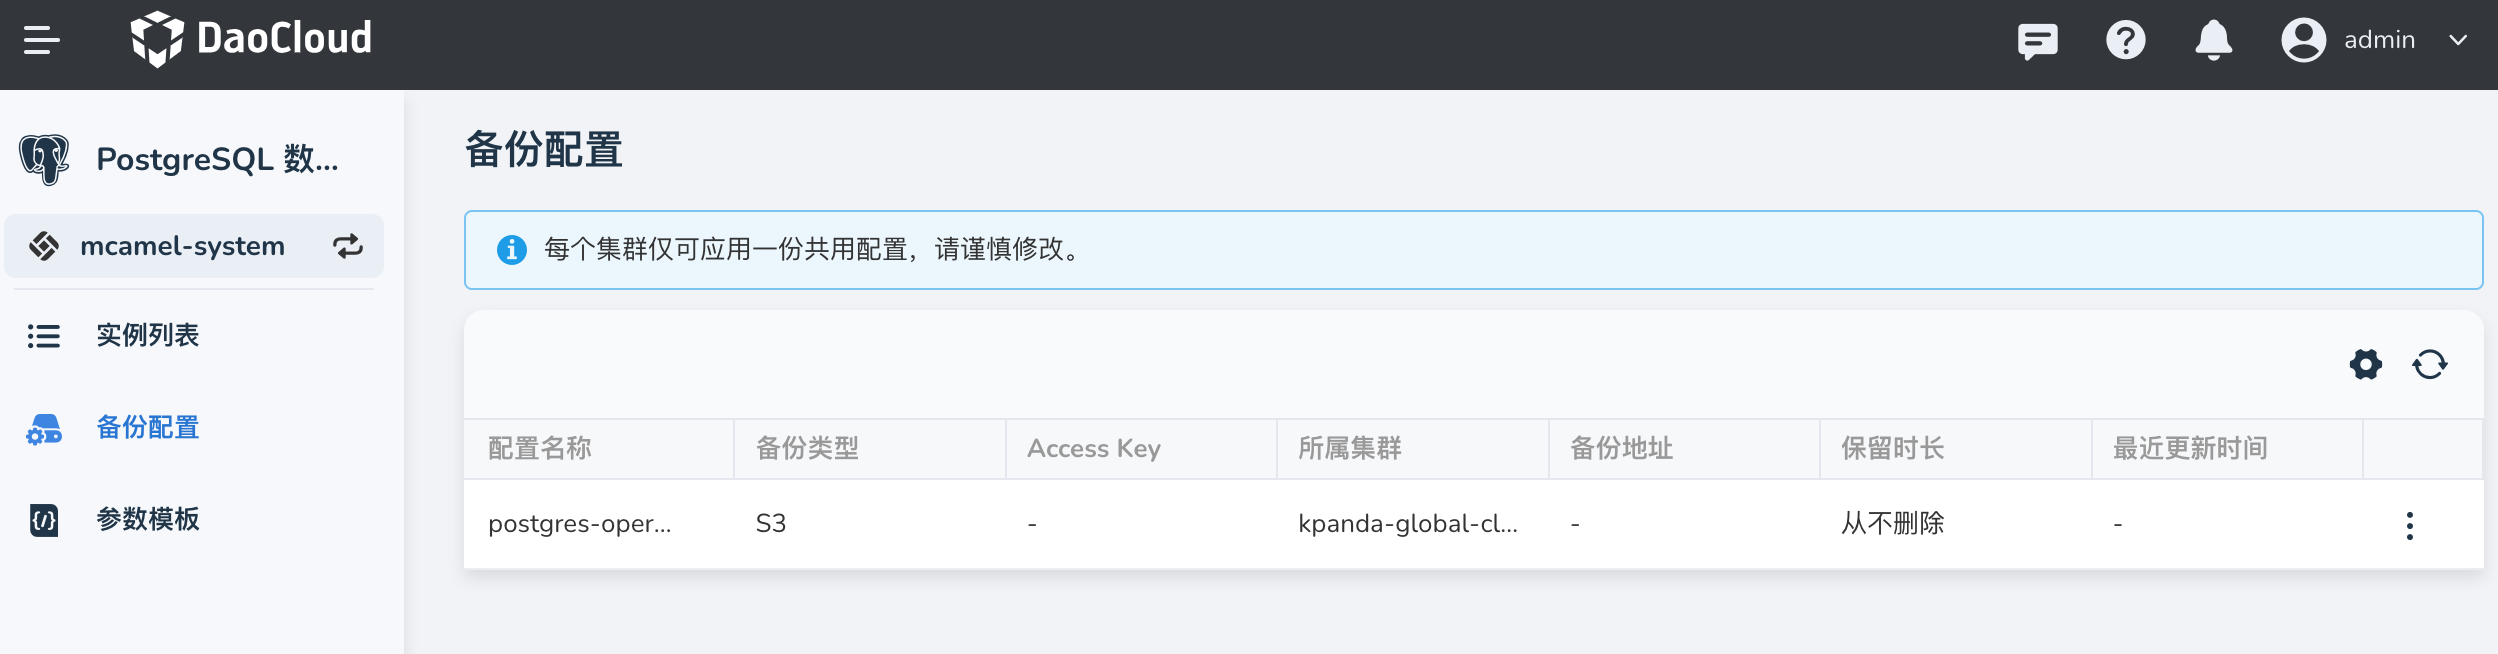 DaoCloud
admin
PostgreSQL 数...
mcamel-system
实例列表
备份配置
参数模板
备份配置
每个集群仅可应用一份共用配置，请谨慎修改。
配置名称 备份类型 Access Key 所属集群 备份地址 保留时长 最近更新时间
postgres-oper... S3 - kpanda-global-cl... - 从不删除 -